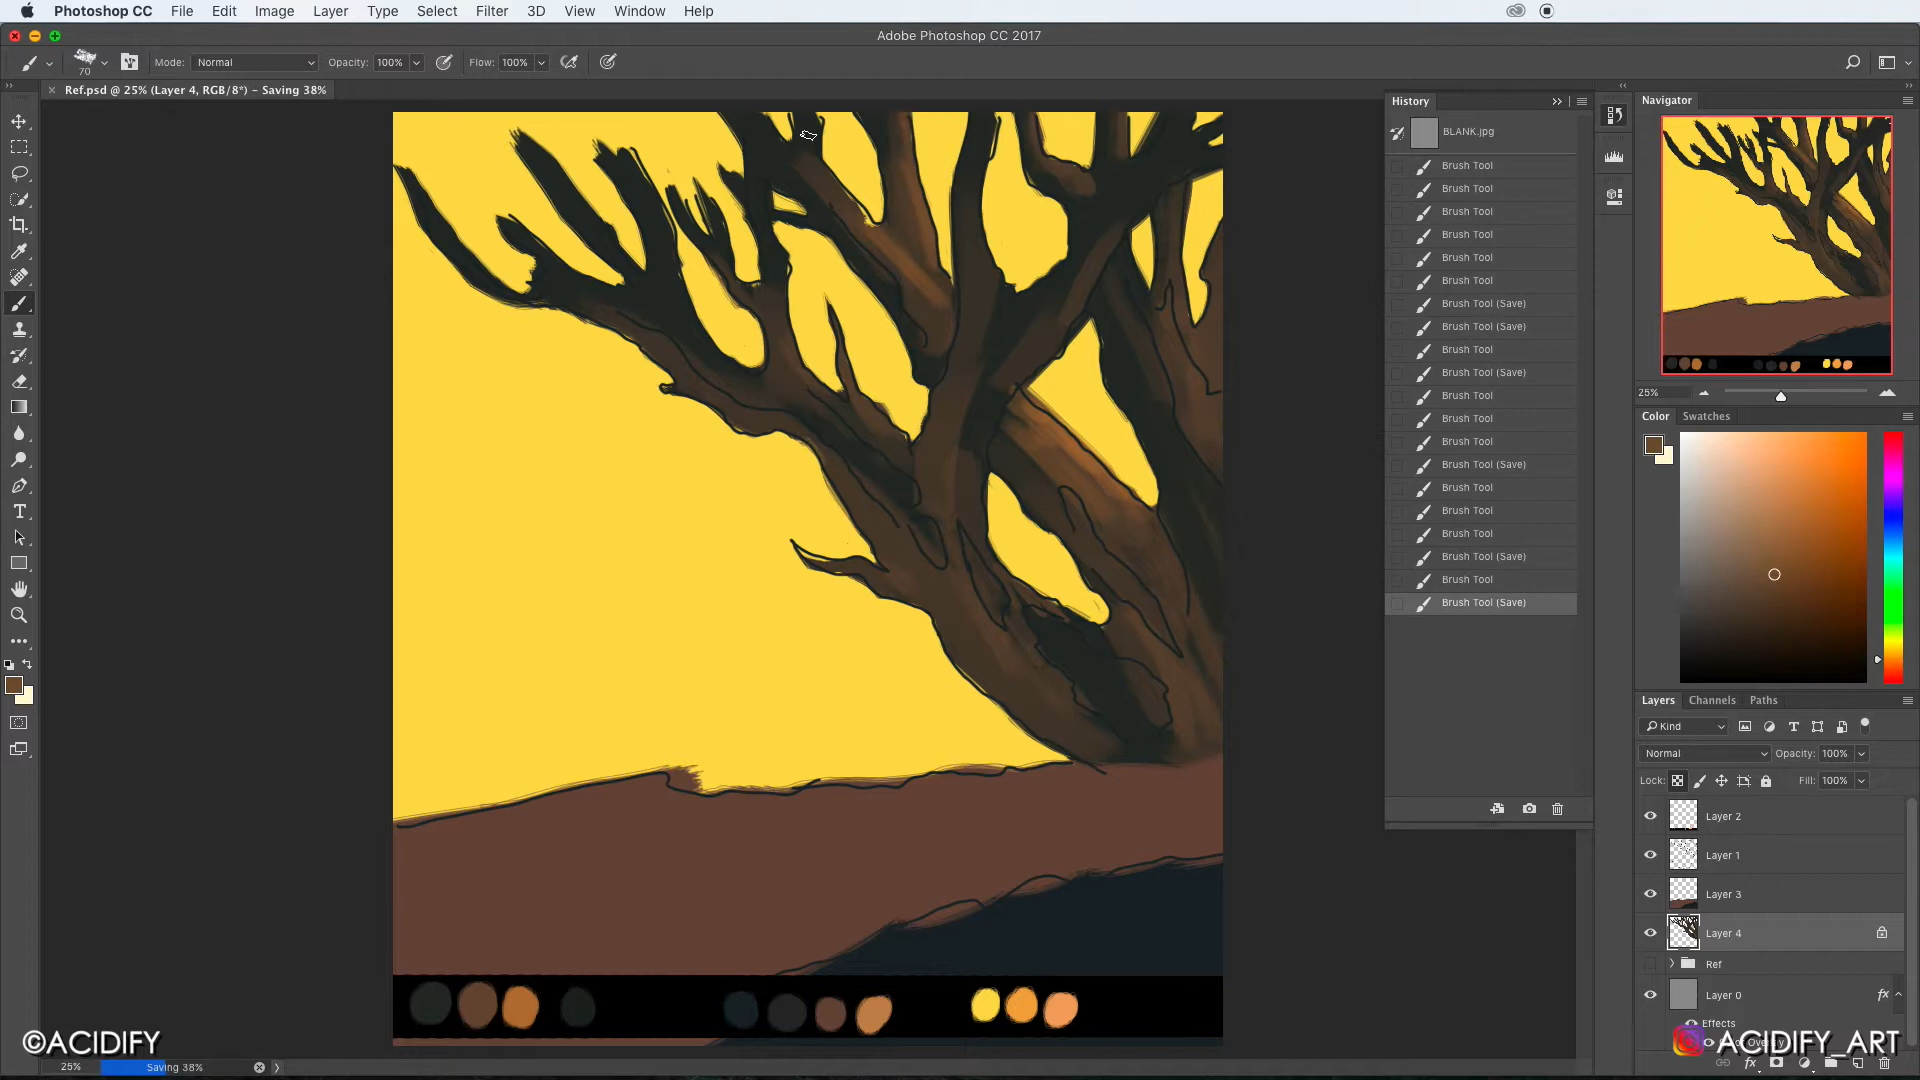 Photoshop CC File Edit Image Layer Type Select Filter 3D View Window Help
Adobe Photoshop CC 2017
70 Mode: Normal Opacity: 100% Flow: 100%
Ref.psd @ 25% (Layer 4, RGB/8*) – Saving 38%
History
BLANK.jpg
Brush Tool
Brush Tool
Brush Tool
Brush Tool
Brush Tool
Brush Tool
Brush Tool (Save)
Brush Tool (Save)
Brush Tool
Brush Tool (Save)
Brush Tool
Brush Tool
Brush Tool
Brush Tool (Save)
Brush Tool
Brush Tool
Brush Tool
Brush Tool (Save)
Brush Tool
Brush Tool (Save)
Navigator
25%
Color Swatches
Layers Channels Paths
Kind
Normal Opacity: 100%
Lock: Fill: 100%
Layer 2
Layer 1
Layer 3
Layer 4
Ref
Layer 0 fx
Effects
©ACIDIFY
ACIDIFY_ART
25% Saving 38%